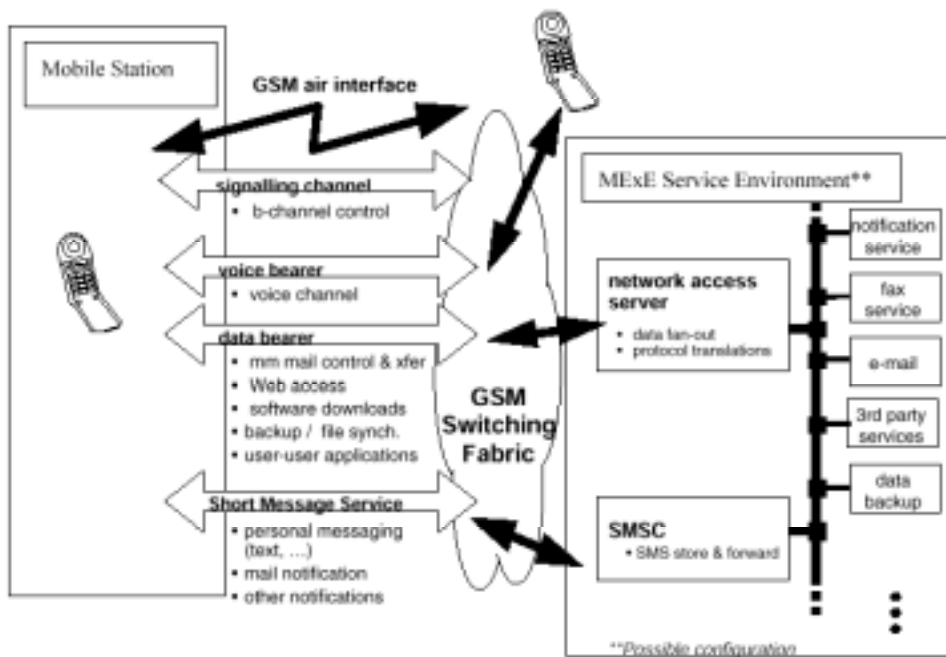 Mobile Station
GSM air interface
signalling channel
• b-channel control
voice bearer
• voice channel
data bearer
• mm mail control & xfer
• Web access
• software downloads
• backup / file synch.
• user-user applications
Short Message Service
• personal messaging
(text, ...)
• mail notification
• other notifications
GSM
Switching
Fabric
MExE Service Environment**
network access
server
• data fan-out
• protocol translations
SMSC
• SMS store & forward
notification
service
fax
service
e-mail
3rd party
services
data
backup
**Possible configuration